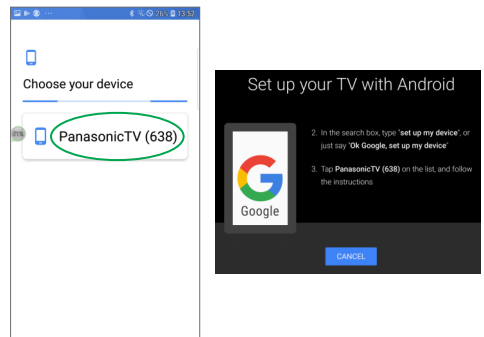 26% 13:52
Choose your device
PanasonicTV (638)
Set up your TV with Android
2. In the search box, type "set up my device", or
just say "Ok Google, set up my device"
3. Tap PanasonicTV (638) on the list, and follow
the instructions
Google
CANCEL